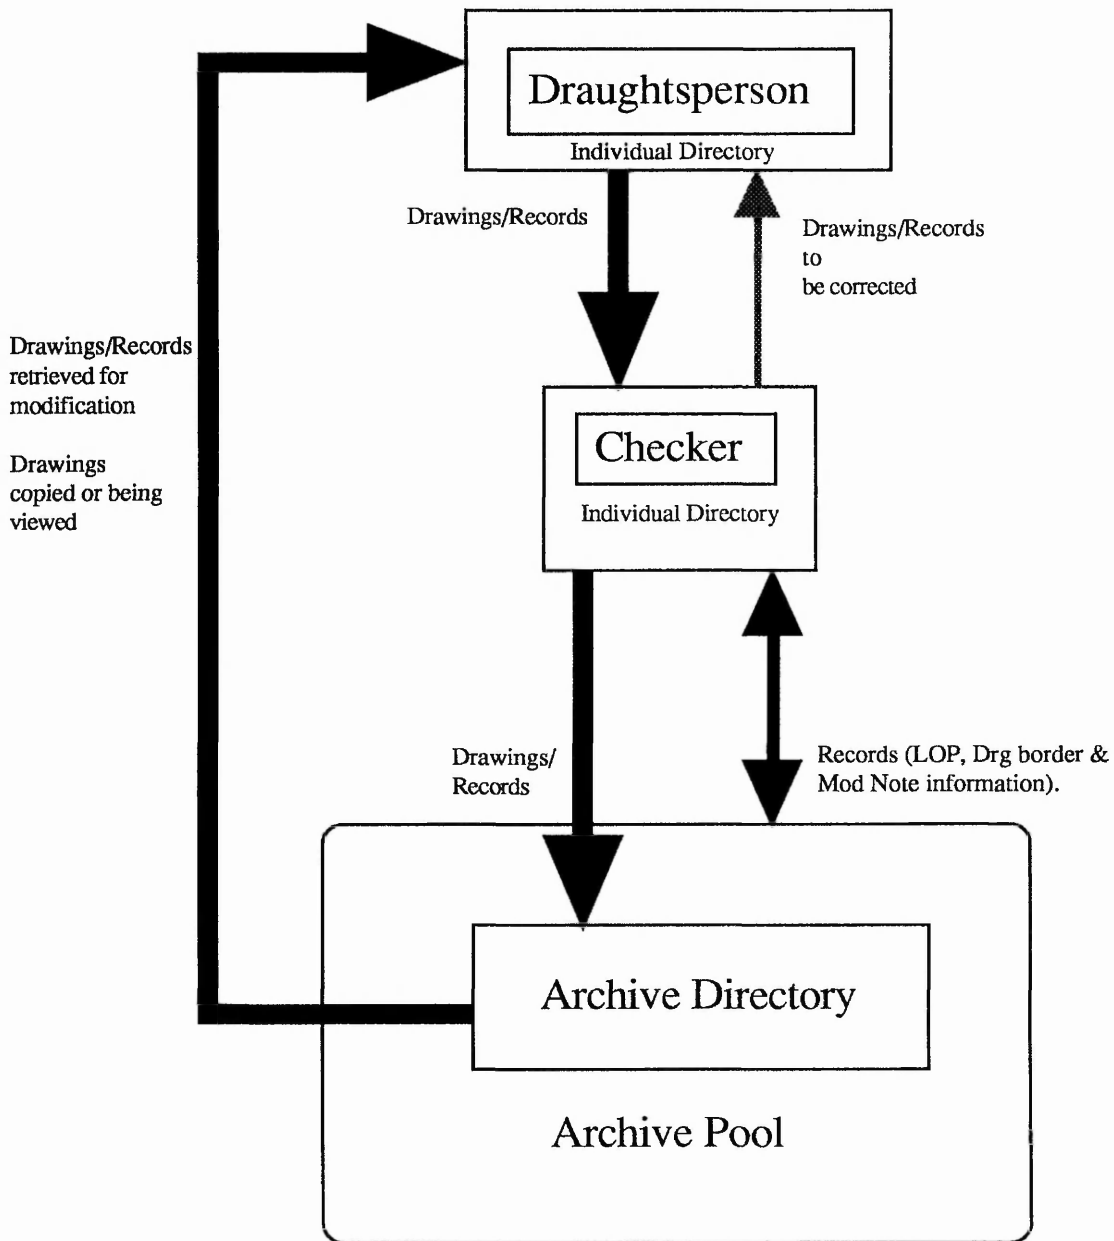 Draughtsperson
Individual Directory
Drawings/Records
Drawings/Records
to
be corrected
Drawings/Records
retrieved for
modification
Drawings
copied or being
viewed
Checker
Individual Directory
Drawings/
Records
Records (LOP, Drg border &
Mod Note information).
Archive Directory
Archive Pool